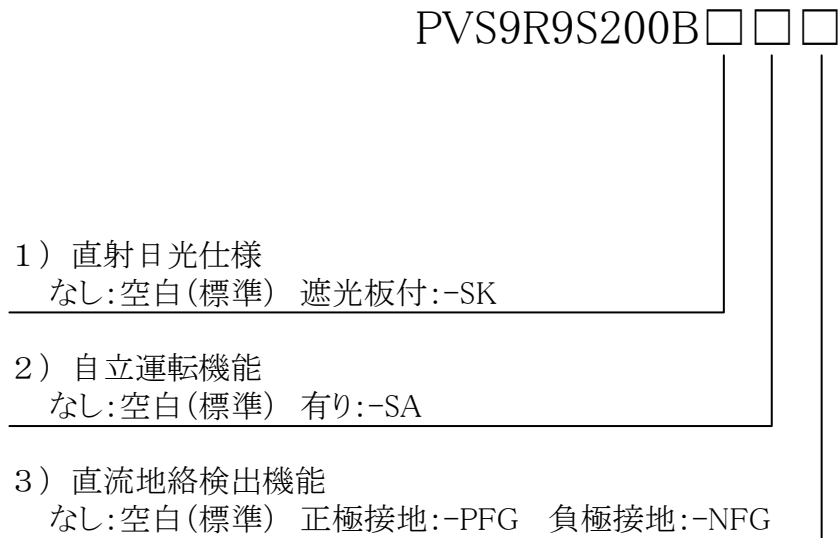 PVS9R9S200B□□□
1) 直射日光仕様
なし:空白(標準) 遮光板付:-SK
2) 自立運転機能
なし:空白(標準) 有り:-SA
3) 直流地絡検出機能
なし:空白(標準) 正極接地:-PFG 負極接地:-NFG